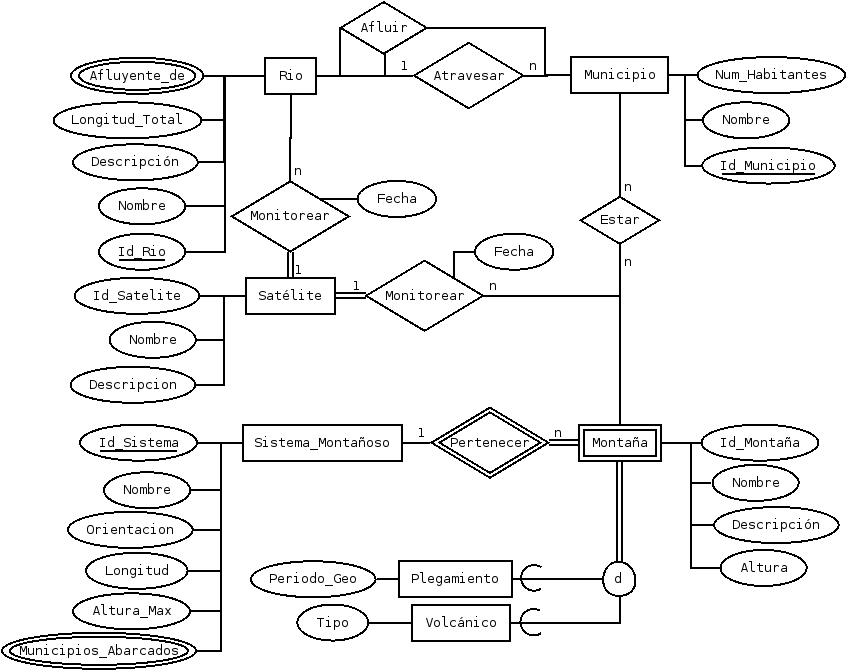 Afluir
Afluyente_de
Rio
1
Atravesar
n
Municipio
Num_Habitantes
Longitud_Total
Nombre
Descripción
Id_Municipio
n
n
Nombre
Monitorear
Fecha
Estar
Id_Rio
Fecha
n
1
Id_Satelite
Satélite
1
Monitorear
n
Nombre
Descripcion
Id_Sistema
Sistema_Montañoso
1
Pertenecer
n
Montaña
Id_Montaña
Nombre
Nombre
Orientacion
Descripción
Longitud
Altura
Periodo_Geo
Plegamiento
d
Altura_Max
Tipo
Volcánico
Municipios_Abarcados